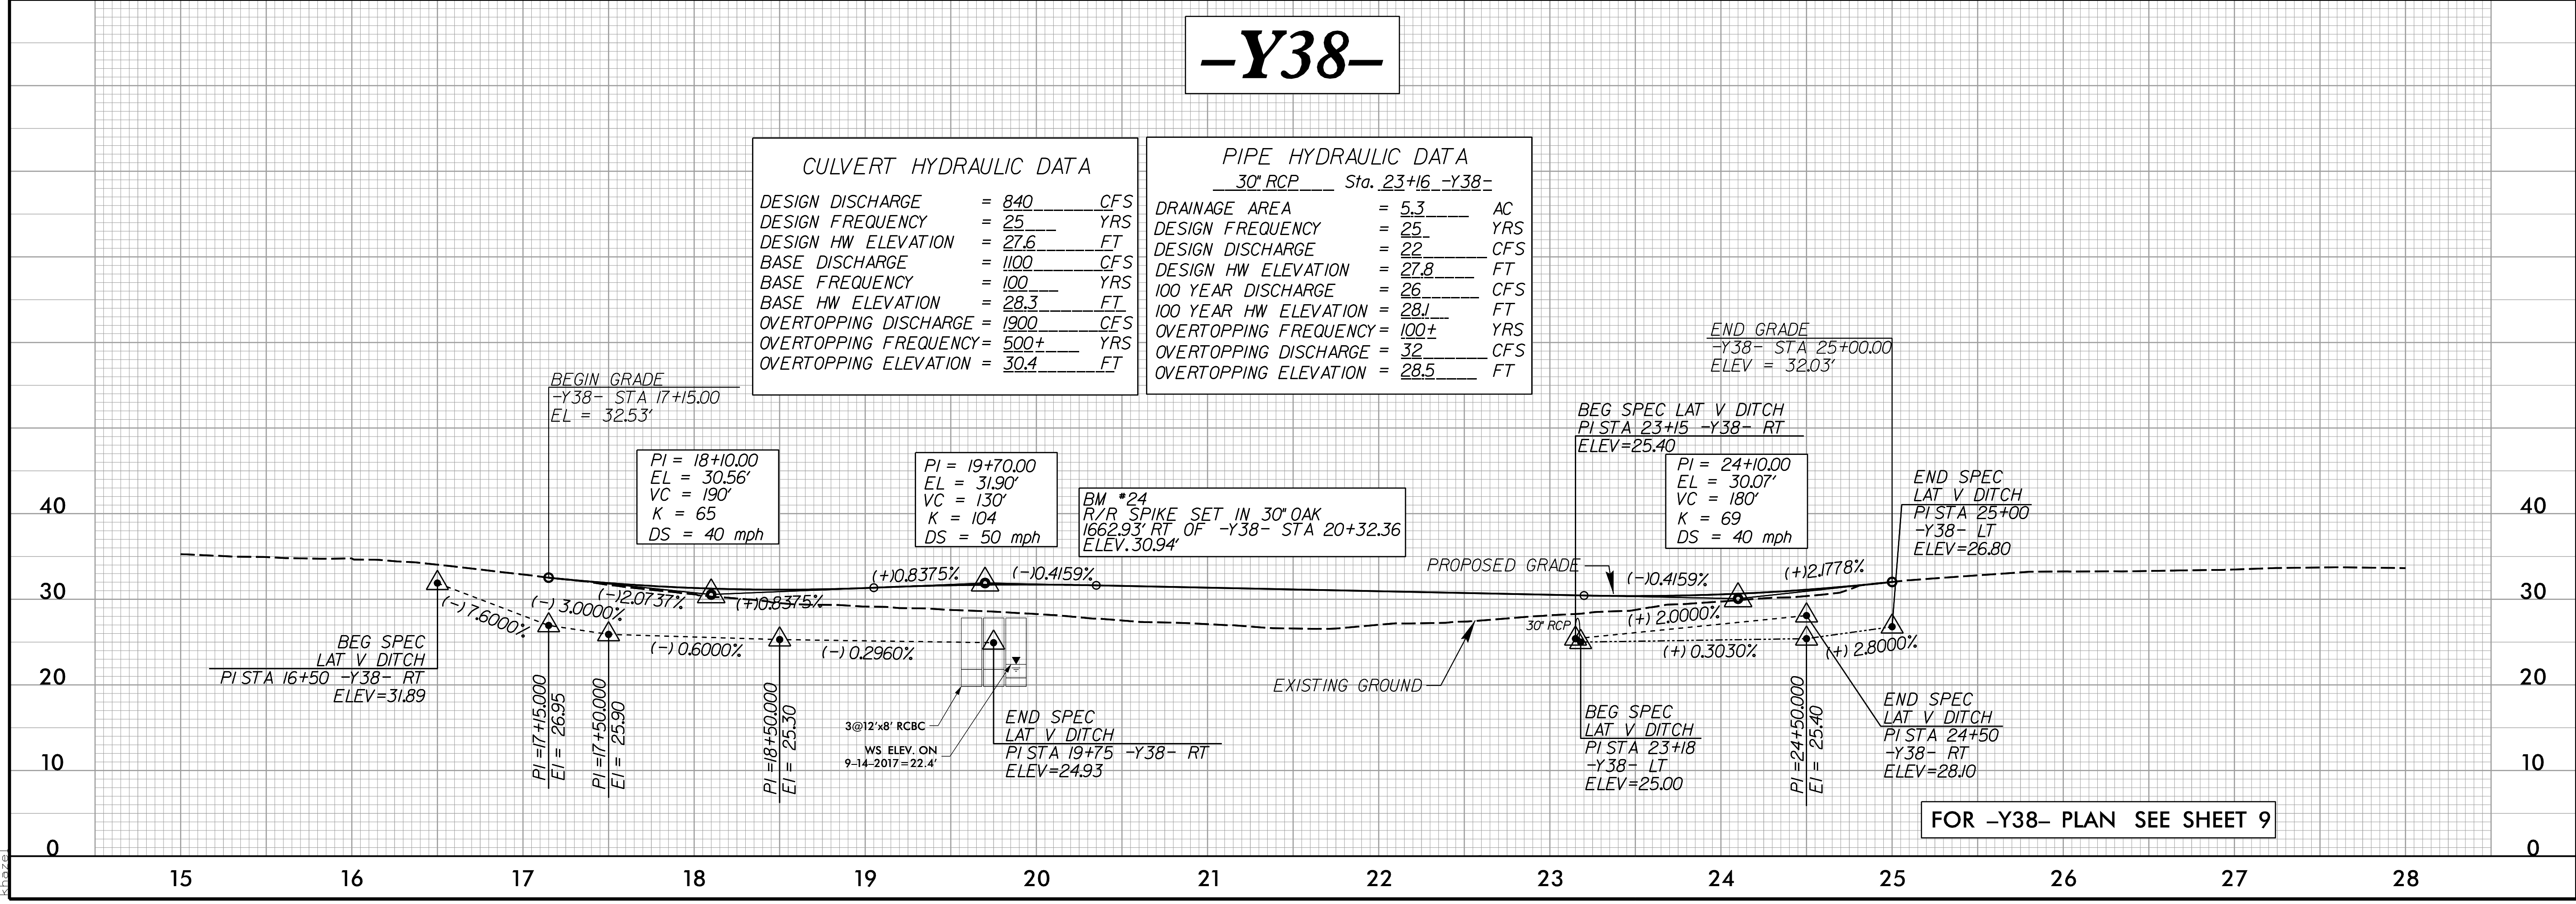 –Y38–
CULVERT HYDRAULIC DATA
DESIGN DISCHARGE = 840 CFS
DESIGN FREQUENCY = 25 YRS
DESIGN HW ELEVATION = 27.6 FT
BASE DISCHARGE = 1100 CFS
BASE FREQUENCY = 100 YRS
BASE HW ELEVATION = 28.3 FT
OVERTOPPING DISCHARGE = 1900 CFS
OVERTOPPING FREQUENCY= 500+ YRS
OVERTOPPING ELEVATION = 30.4 FT
PIPE HYDRAULIC DATA
30" RCP Sta. 23+16 -Y38-
DRAINAGE AREA = 5.3 AC
DESIGN FREQUENCY = 25 YRS
DESIGN DISCHARGE = 22 CFS
DESIGN HW ELEVATION = 27.8 FT
100 YEAR DISCHARGE = 26 CFS
100 YEAR HW ELEVATION = 28.1 FT
OVERTOPPING FREQUENCY= 100+ YRS
OVERTOPPING DISCHARGE = 32 CFS
OVERTOPPING ELEVATION = 28.5 FT
END GRADE
-Y38- STA 25+00.00
ELEV = 32.03'
BEGIN GRADE
-Y38- STA 17+15.00
EL = 32.53'
BEG SPEC LAT V DITCH
PI STA 23+15 -Y38- RT
ELEV=25.40
PI = 18+10.00
EL = 30.56'
VC = 190'
K = 65
DS = 40 mph
PI = 19+70.00
EL = 31.90'
VC = 130'
K = 104
DS = 50 mph
BM #24
R/R SPIKE SET IN 30" OAK
1662.93' RT OF -Y38- STA 20+32.36
ELEV. 30.94'
PI = 24+10.00
EL = 30.07'
VC = 180'
K = 69
DS = 40 mph
END SPEC
LAT V DITCH
PI STA 25+00
-Y38- LT
ELEV=26.80
40
40
30
30
20
20
10
10
0
0
PROPOSED GRADE
(-)7.6000%
(-)3.0000%
(-)2.0737%
(+)0.8375%
(+)0.8375%
(-)0.4159%
(-)0.4159%
(+)2.1778%
(-)0.6000%
(-)0.2960%
30" RCP
(+)2.0000%
(+)0.3030%
(+)2.8000%
BEG SPEC
LAT V DITCH
PI STA 16+50 -Y38- RT
ELEV=31.89
PI =17+15.000
El = 26.95
PI =17+50.000
El = 25.90
PI =18+50.000
El = 25.30
3@12'x8' RCBC
WS ELEV. ON
9–14–2017=22.4'
END SPEC
LAT V DITCH
PI STA 19+75 -Y38- RT
ELEV=24.93
EXISTING GROUND
BEG SPEC
LAT V DITCH
PI STA 23+18
-Y38- LT
ELEV=25.00
PI =24+50.000
El = 25.40
END SPEC
LAT V DITCH
PI STA 24+50
-Y38- RT
ELEV=28.10
FOR –Y38– PLAN SEE SHEET 9
15 16 17 18 19 20 21 22 23 24 25 26 27 28
khazel